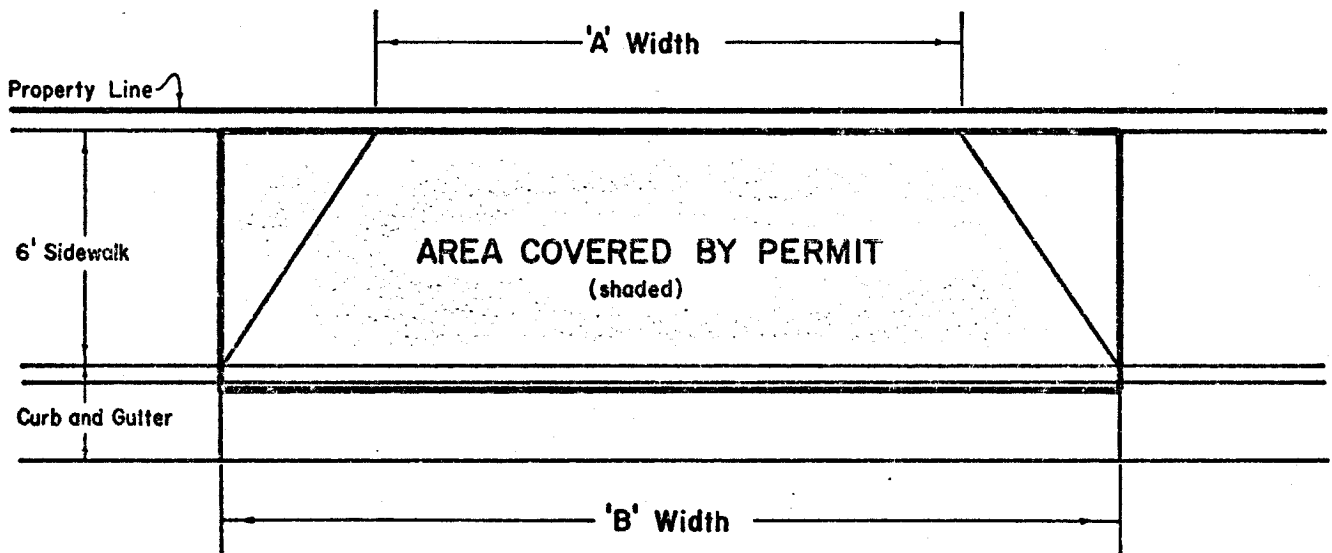 'A' Width
Property Line
6' Sidewalk
AREA COVERED BY PERMIT
(shaded)
Curb and Gutter
'B' Width